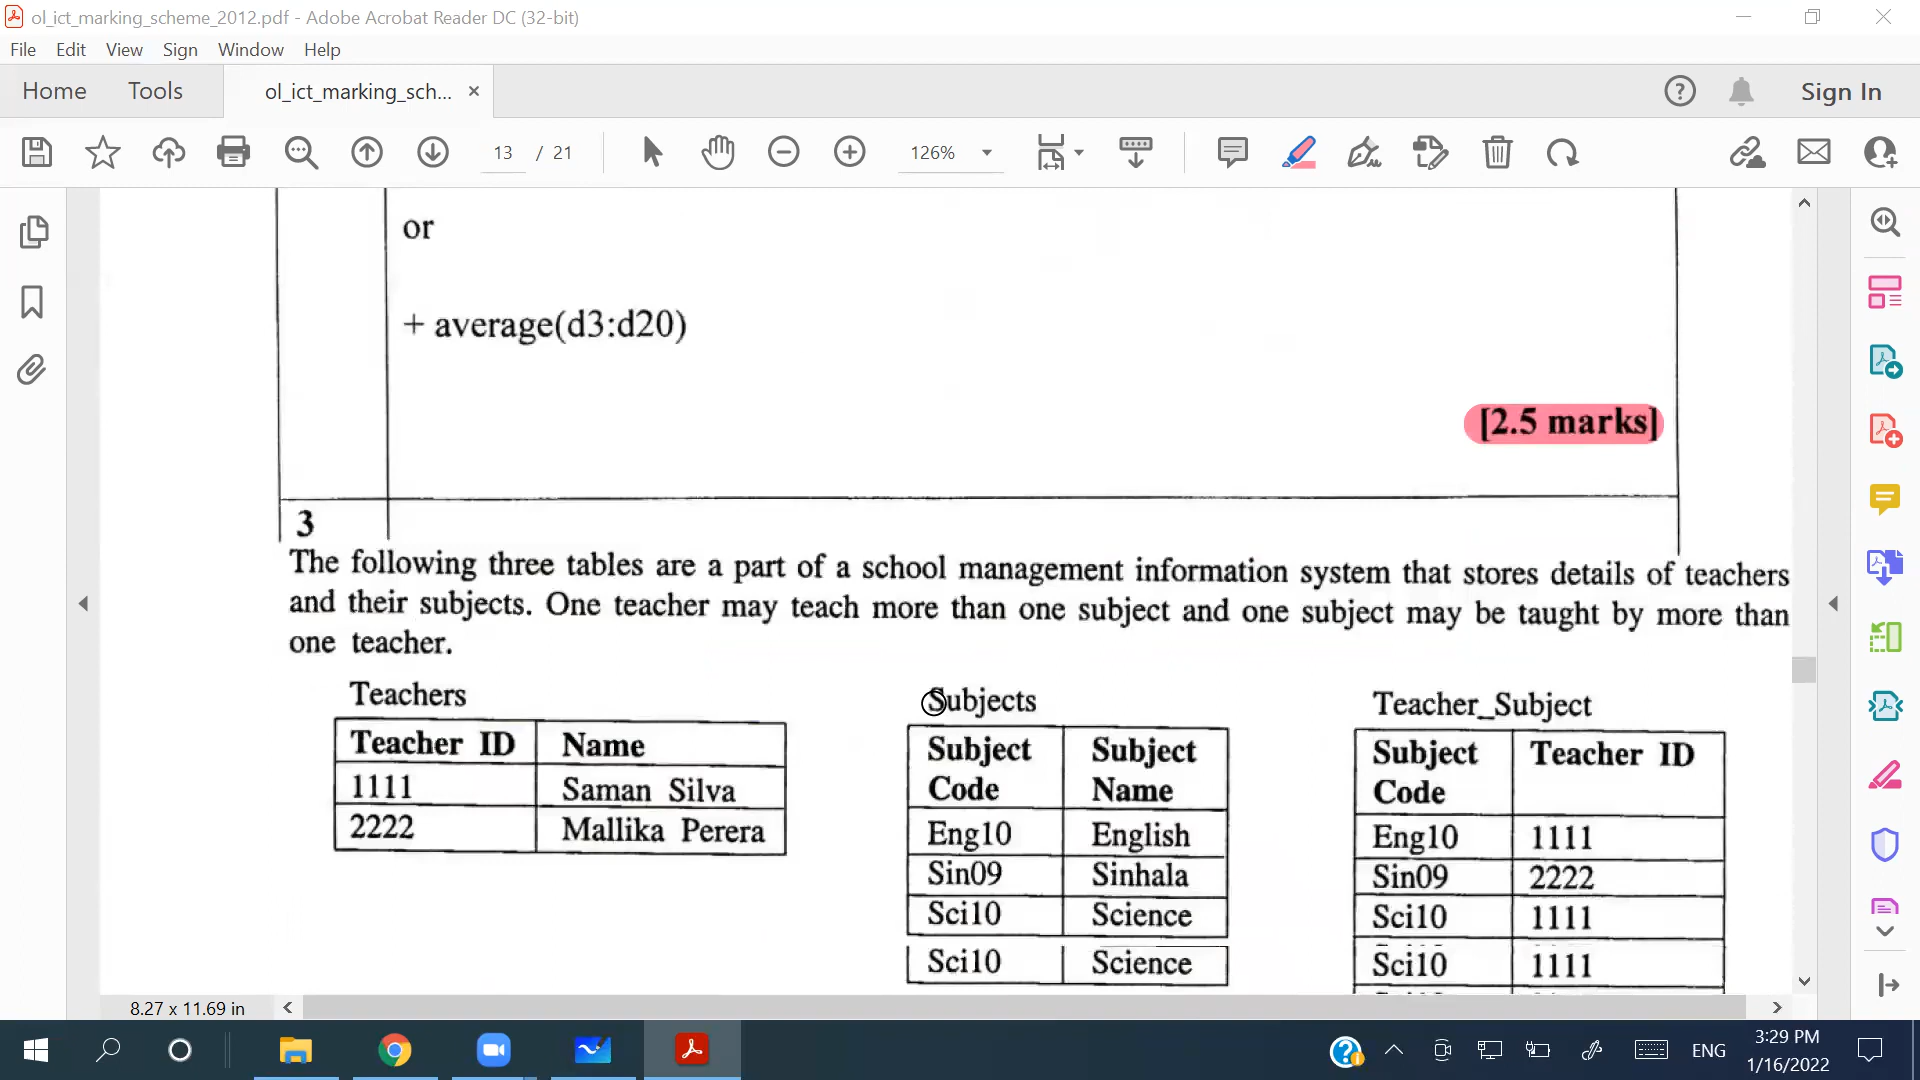 ol_ict_marking_scheme_2012.pdf - Adobe Acrobat Reader DC (32-bit)
File Edit View Sign Window Help
Home Tools ol_ict_marking_sch... × Sign In
13 / 21 126%
or
+ average(d3:d20)
[2.5 marks]
3
The following three tables are a part of a school management information system that stores details of teachers
and their subjects. One teacher may teach more than one subject and one subject may be taught by more than
one teacher.
Teachers
Teacher ID Name
1111 Saman Silva
2222 Mallika Perera
Subjects
Subject Code Subject Name
Eng10 English
Sin09 Sinhala
Sci10 Science
Sci10 Science
Teacher_Subject
Subject Code Teacher ID
Eng10 1111
Sin09 2222
Sci10 1111
Sci10 1111
8.27 x 11.69 in
ENG
3:29 PM
1/16/2022